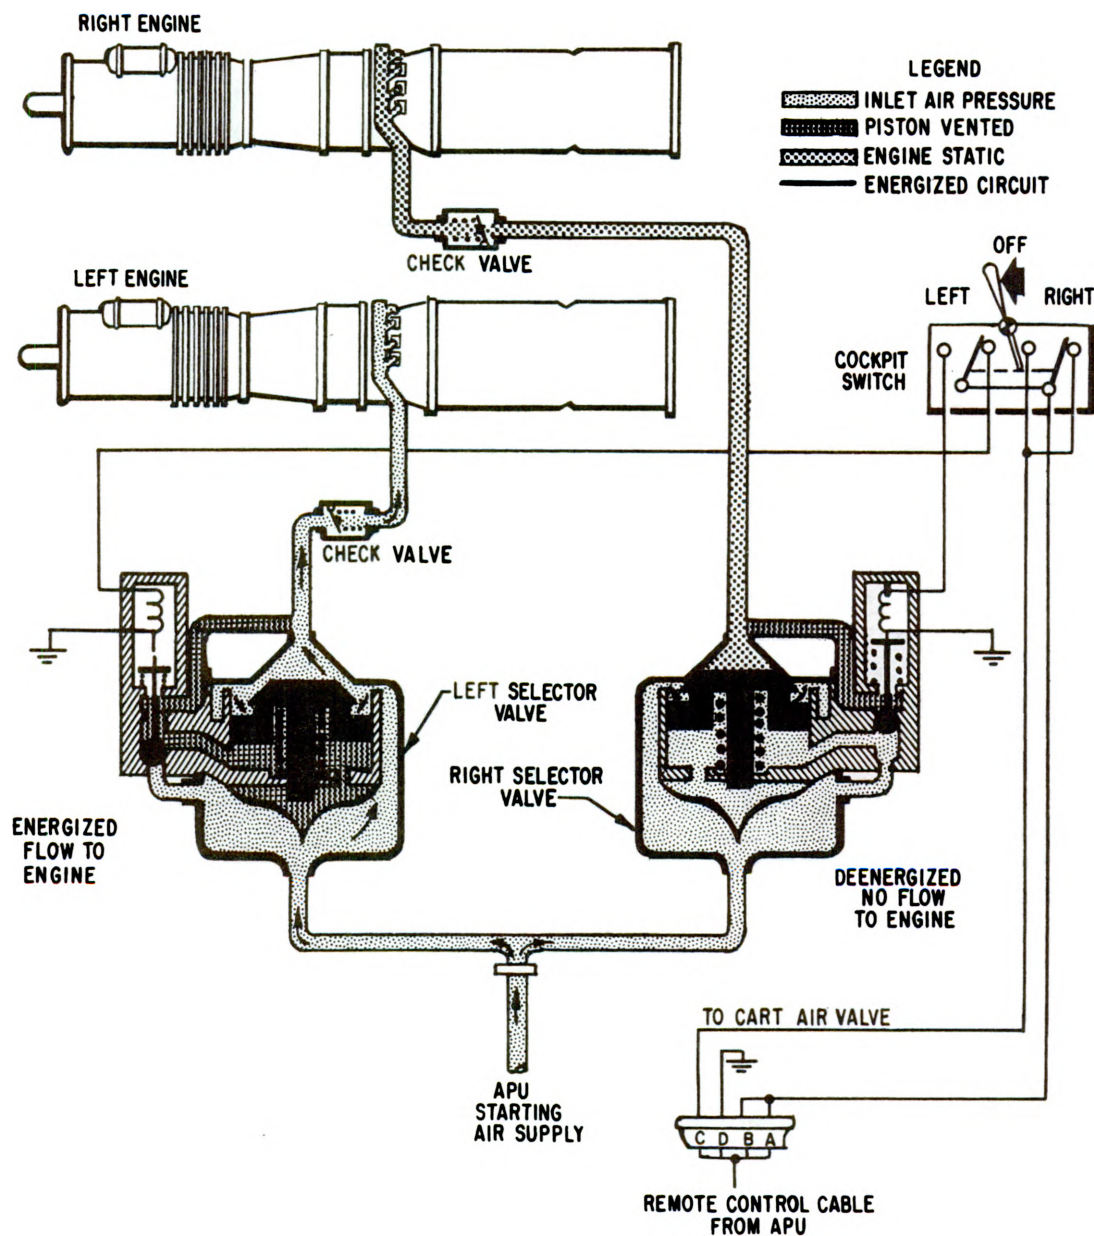 RIGHT ENGINE
LEGEND
INLET AIR PRESSURE
PISTON VENTED
ENGINE STATIC
ENERGIZED CIRCUIT
OFF
LEFT
RIGHT
COCKPIT
SWITCH
CHECK VALVE
LEFT ENGINE
CHECK VALVE
LEFT SELECTOR
VALVE
RIGHT SELECTOR
VALVE
ENERGIZED
FLOW TO
ENGINE
DEENERGIZED
NO FLOW
TO ENGINE
TO CART AIR VALVE
APU
STARTING
AIR SUPPLY
C D B A
REMOTE CONTROL CABLE
FROM APU